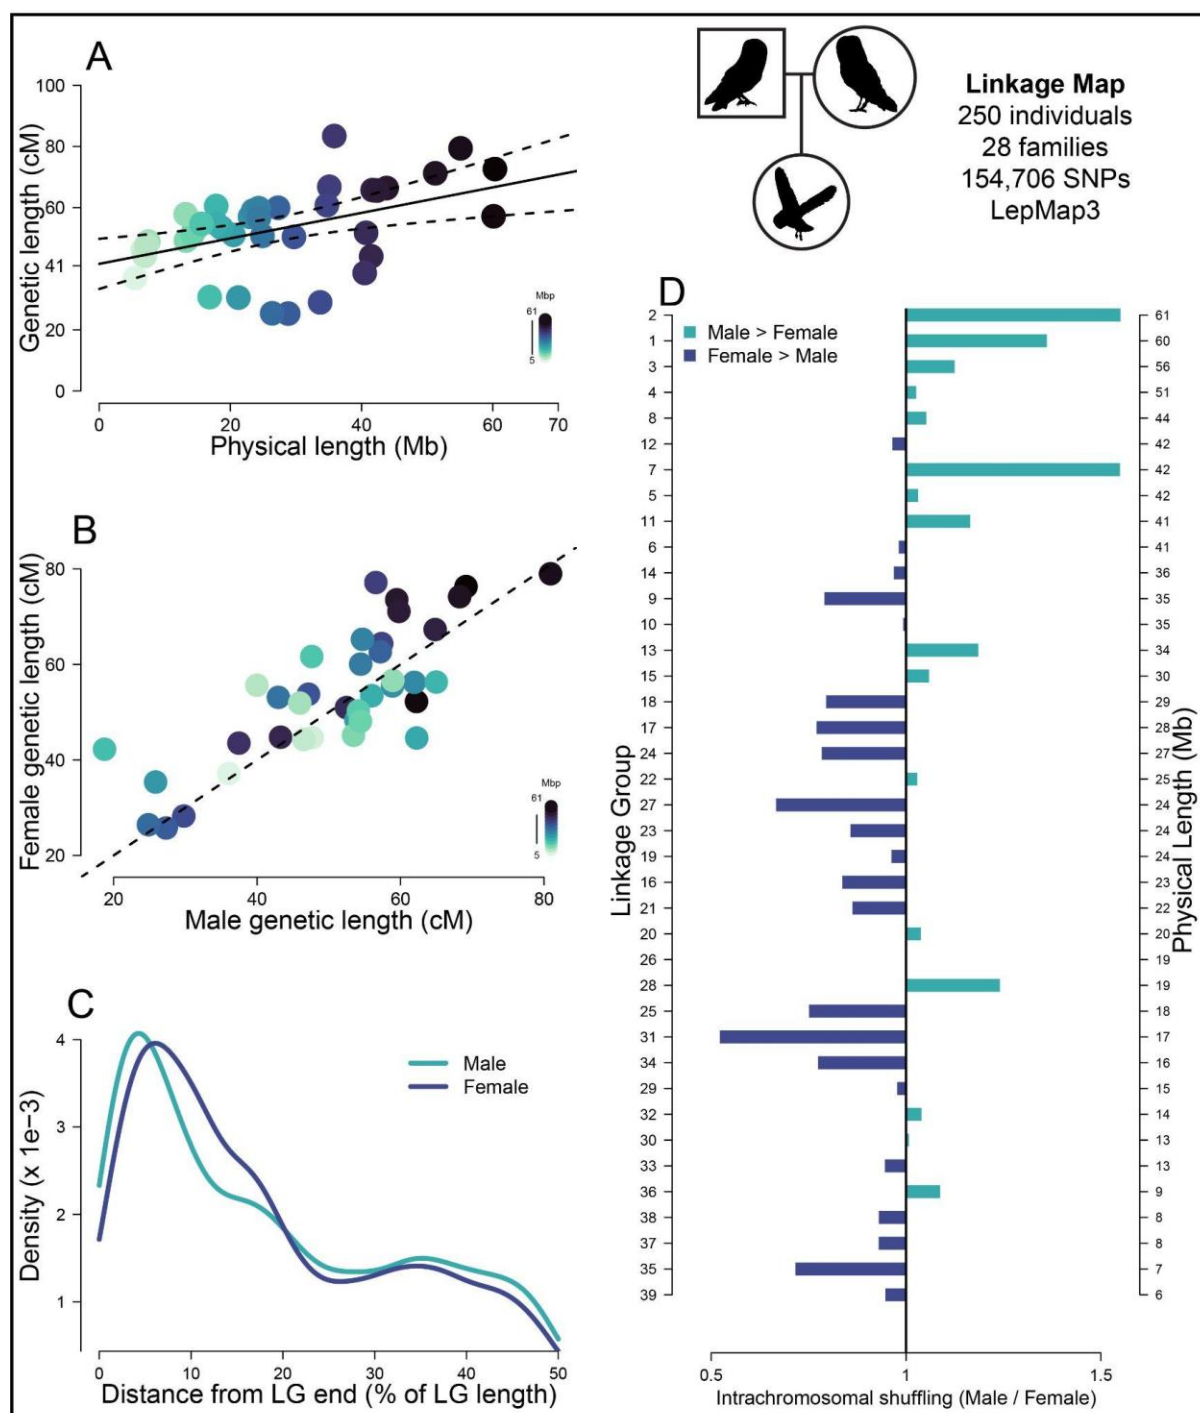 A
Genetic length (cM)
100
80
60
41
20
0
0 20 40 60 70
Physical length (Mb)
Mbp
61
5
Linkage Map
250 individuals
28 families
154,706 SNPs
LepMap3
B
Female genetic length (cM)
80
60
40
20
20 40 60 80
Male genetic length (cM)
Mbp
61
5
C
Density (x 1e−3)
4
3
2
1
Male
Female
0 10 20 30 40 50
Distance from LG end (% of LG length)
D
Male > Female
Female > Male
Linkage Group
Physical Length (Mb)
2 61
1 60
3 56
4 51
8 44
12 42
7 42
5 42
11 41
6 41
14 36
9 35
10 35
13 34
15 30
18 29
17 28
24 27
22 25
27 24
23 24
19 24
16 23
21 22
20 20
26 19
28 19
25 18
31 17
34 16
29 15
32 14
30 13
33 13
36 9
38 8
37 8
35 7
39 6
0.5 1 1.5
Intrachromosomal shuffling (Male / Female)